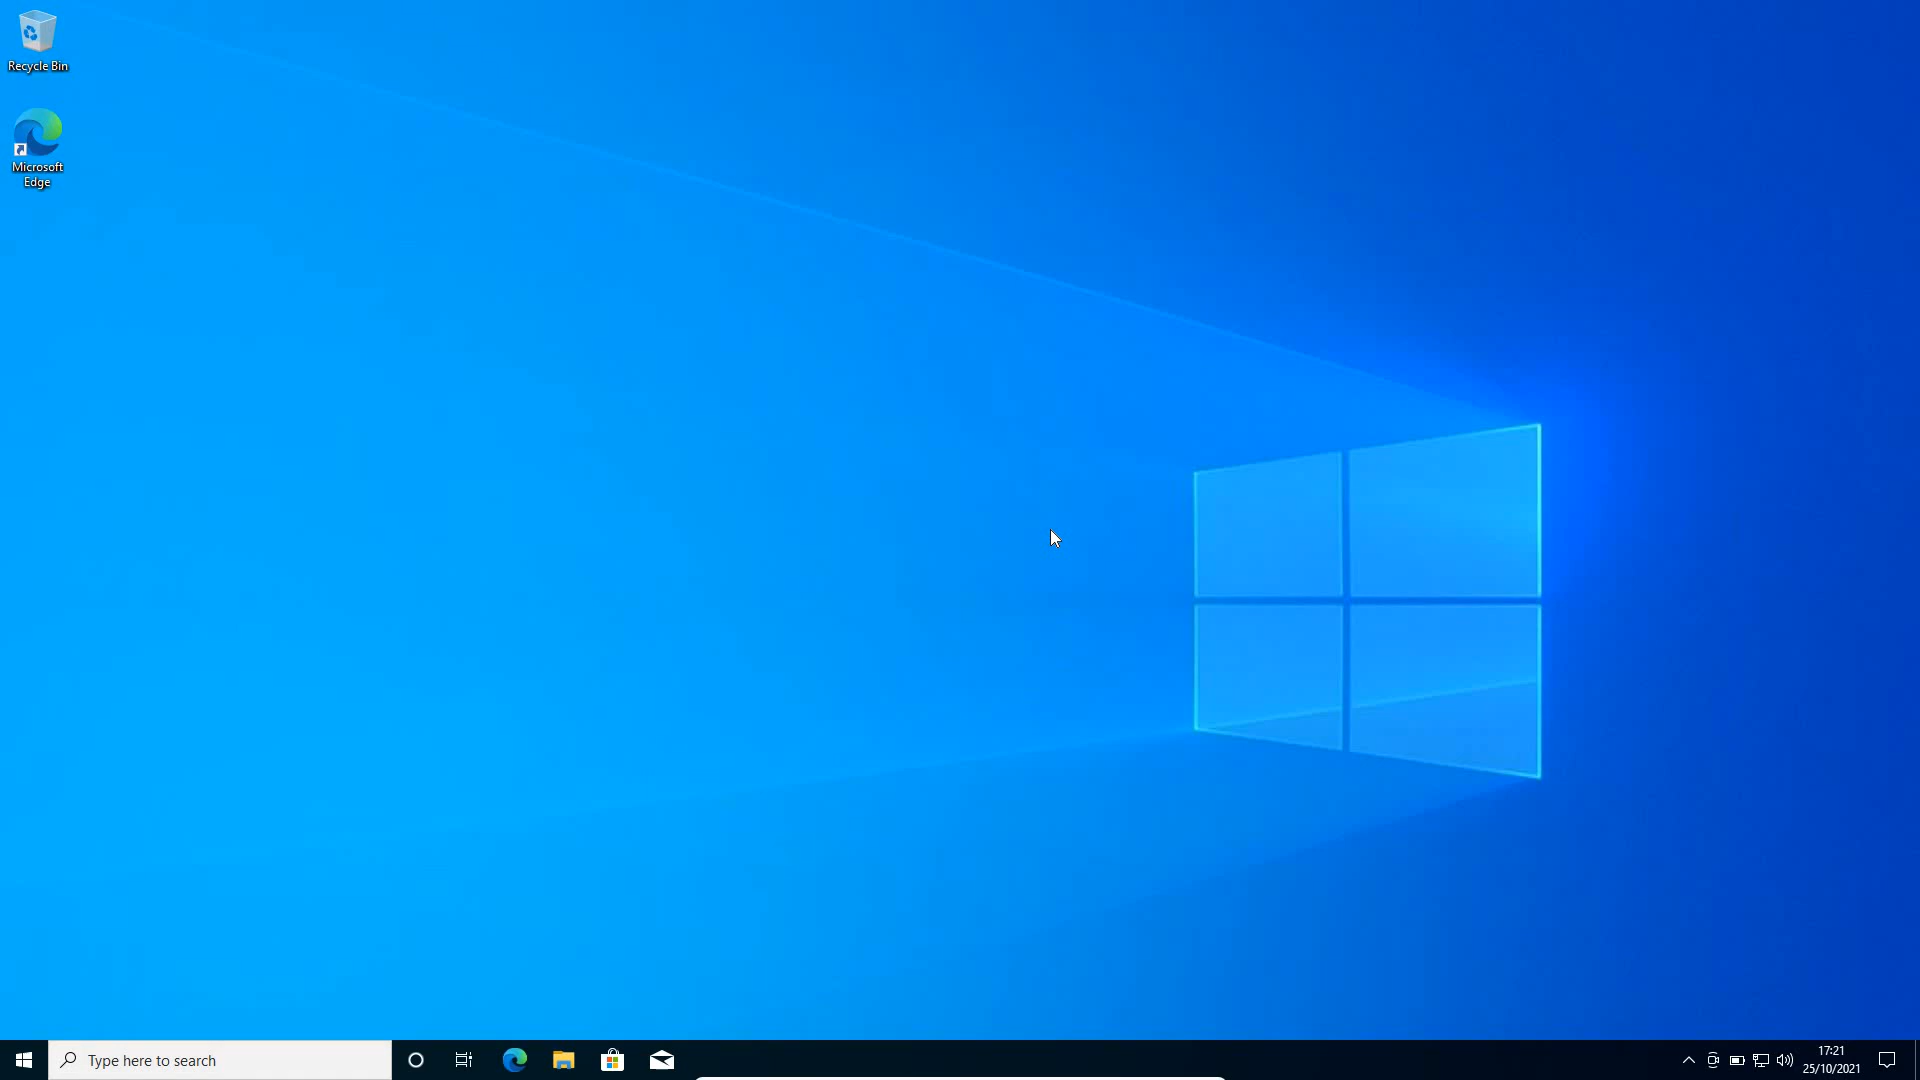 Recycle Bin
Microsoft
Edge
Type here to search
17:21
25/10/2021